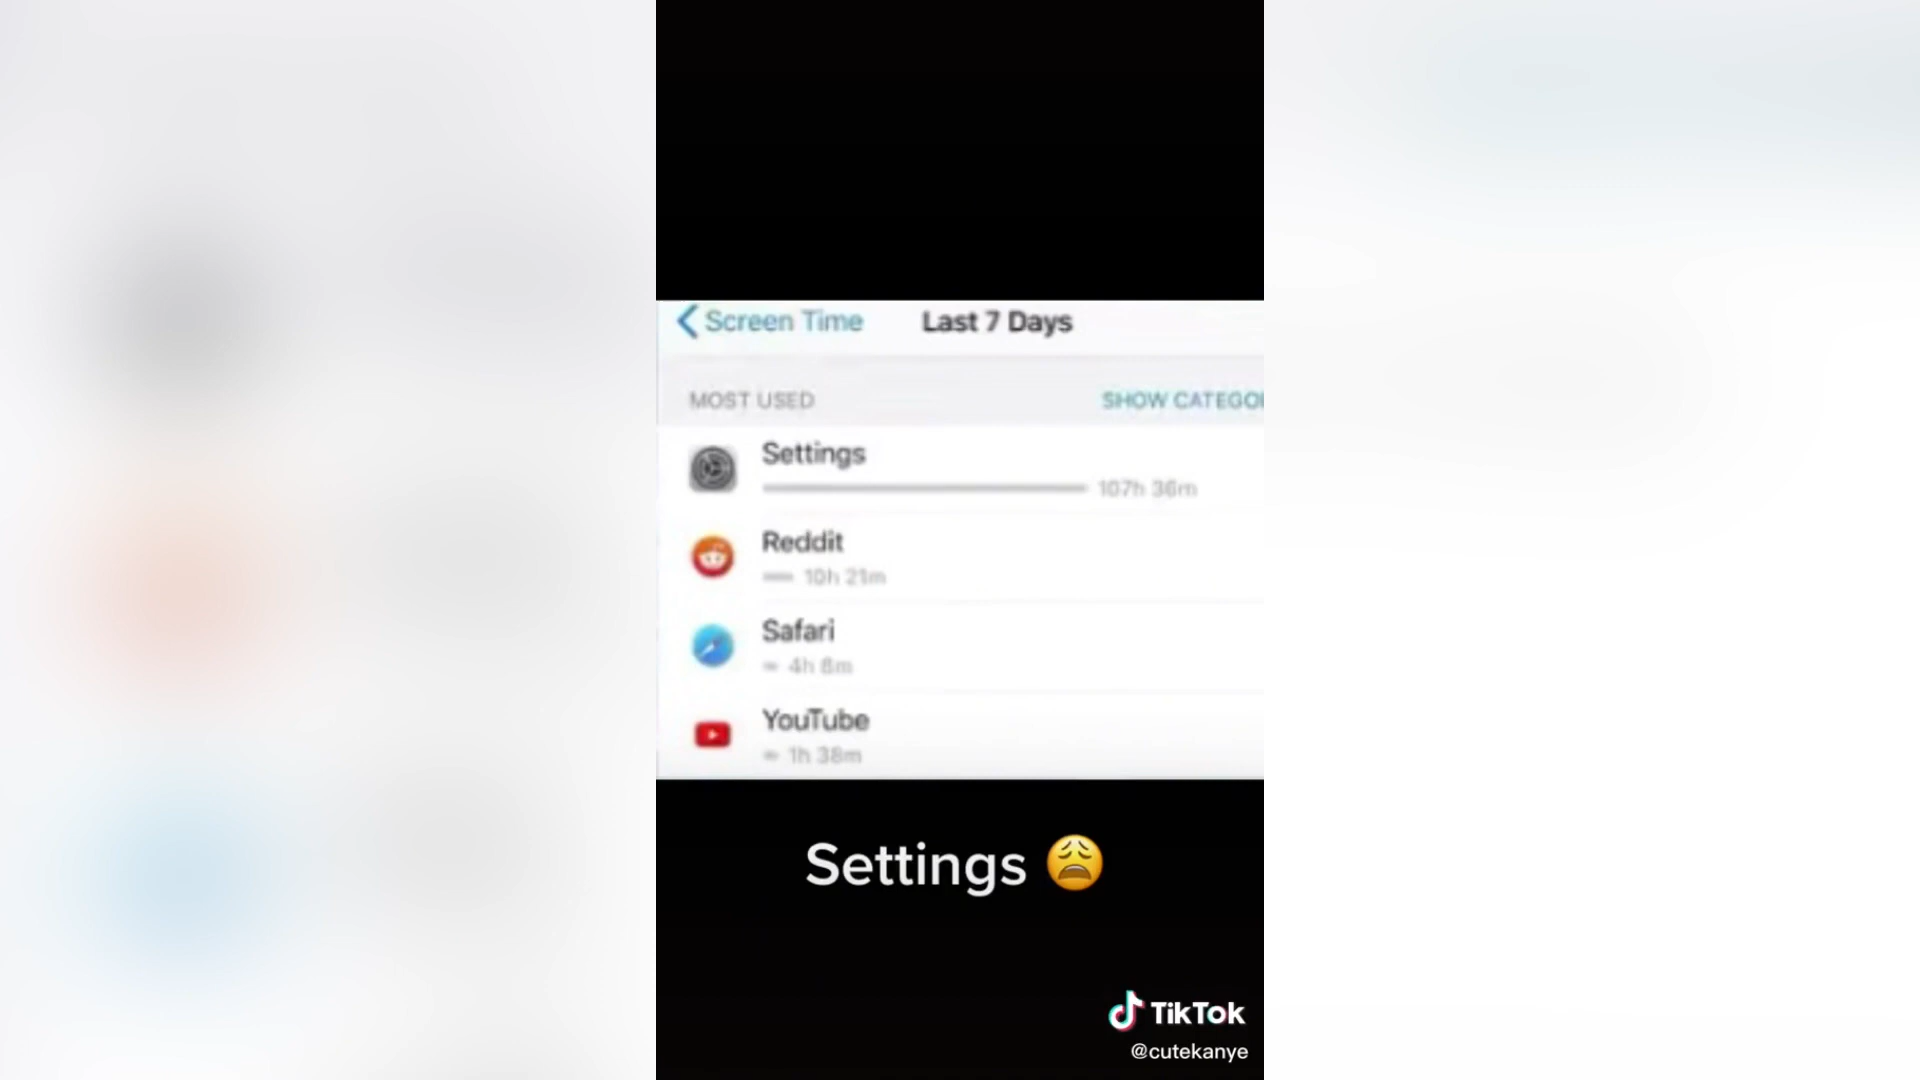 Screen Time Last 7 Days
MOST USED SHOW CATEGO
Settings
107h 36m
Reddit
10h 21m
Safari
4h 8m
YouTube
1h 38m
Settings 😩
TikTok
@cutekanye